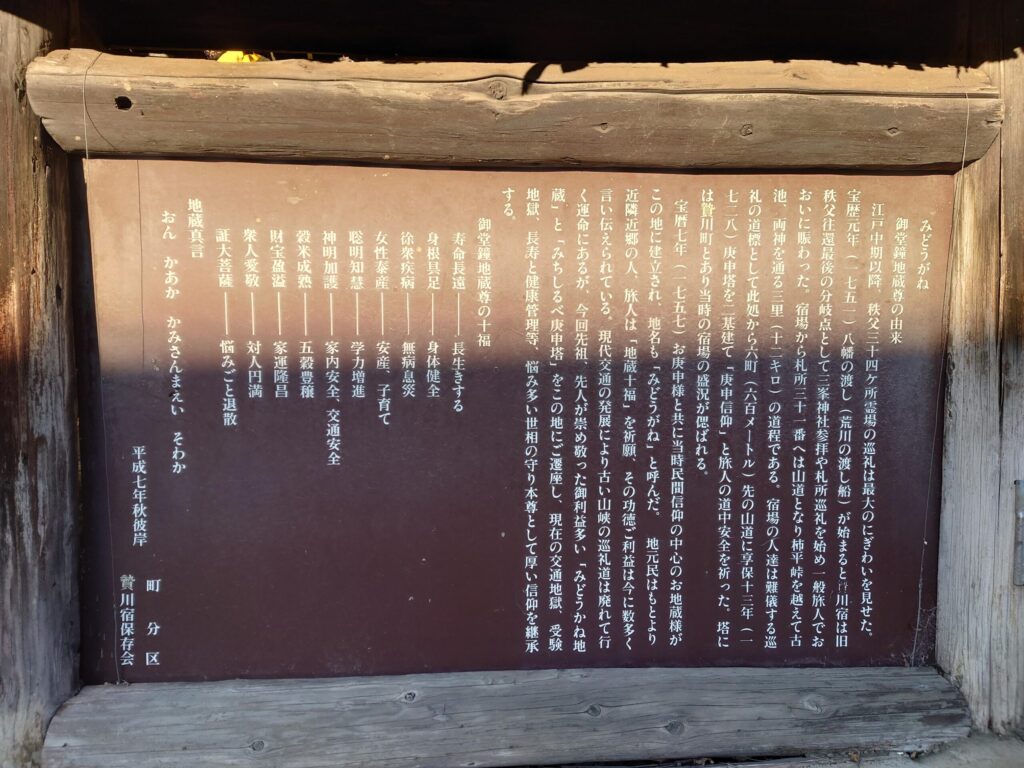 みどうがね
御堂鐘地蔵尊の由来
江戸中期以降、秩父三十四ケ所霊場の巡礼は最大のにぎわいを見せた。
宝歴元年（一七五一）八幡の渡し（荒川の渡し船）が始まると贄川宿は旧
秩父往還最後の分岐点として三峯神社参拝や札所巡礼を始め一般旅人でお
おいに賑わった。宿場から札所三十一番へは山道となり柿平峠を越えて古
池、両神を通る三里（十二キロ）の道程である。宿場の人達は難儀する巡
礼の道標として此処から六町（六百メートル）先の山道に享保十三年（一
七二八）庚申塔を二基建て「庚申信仰」と旅人の道中安全を祈った。塔に
は贄川町とあり当時の宿場の盛況が偲ばれる。
宝暦七年（一七五七）お庚申様と共に当時民間信仰の中心のお地蔵様が
この地に建立され、地名も「みどうがね」と呼んだ。　地元民はもとより
近隣近郷の人、旅人は「地蔵十福」を祈願、その功徳ご利益は今に数多く
言い伝えられている。現代交通の発展により古い山峡の巡礼道は廃れて行
く運命にあるが、今回先祖、先人が崇め敬った御利益多い「みどうかね地
蔵」と「みちしるべ庚申塔」をこの地にご遷座し、現在の交通地獄、受験
地獄、長寿と健康管理等、悩み多い世相の守り本尊として厚い信仰を継承
する。
御堂鐘地蔵尊の十福
寿命長遠───長生きする
身根具足───身体健全
徐衆疾病───無病息災
女性泰産───安産、子育て
聡明知慧───学力増進
神明加護───家内安全、交通安全
穀米成熟───五穀豊穣
財宝盈溢───家運隆昌
衆人愛敬───対人円満
証大菩薩───悩みごと退散
地蔵真言
おん　かあか　かみさんまえい　そわか
平成七年秋彼岸
町　分　区
贄川宿保存会